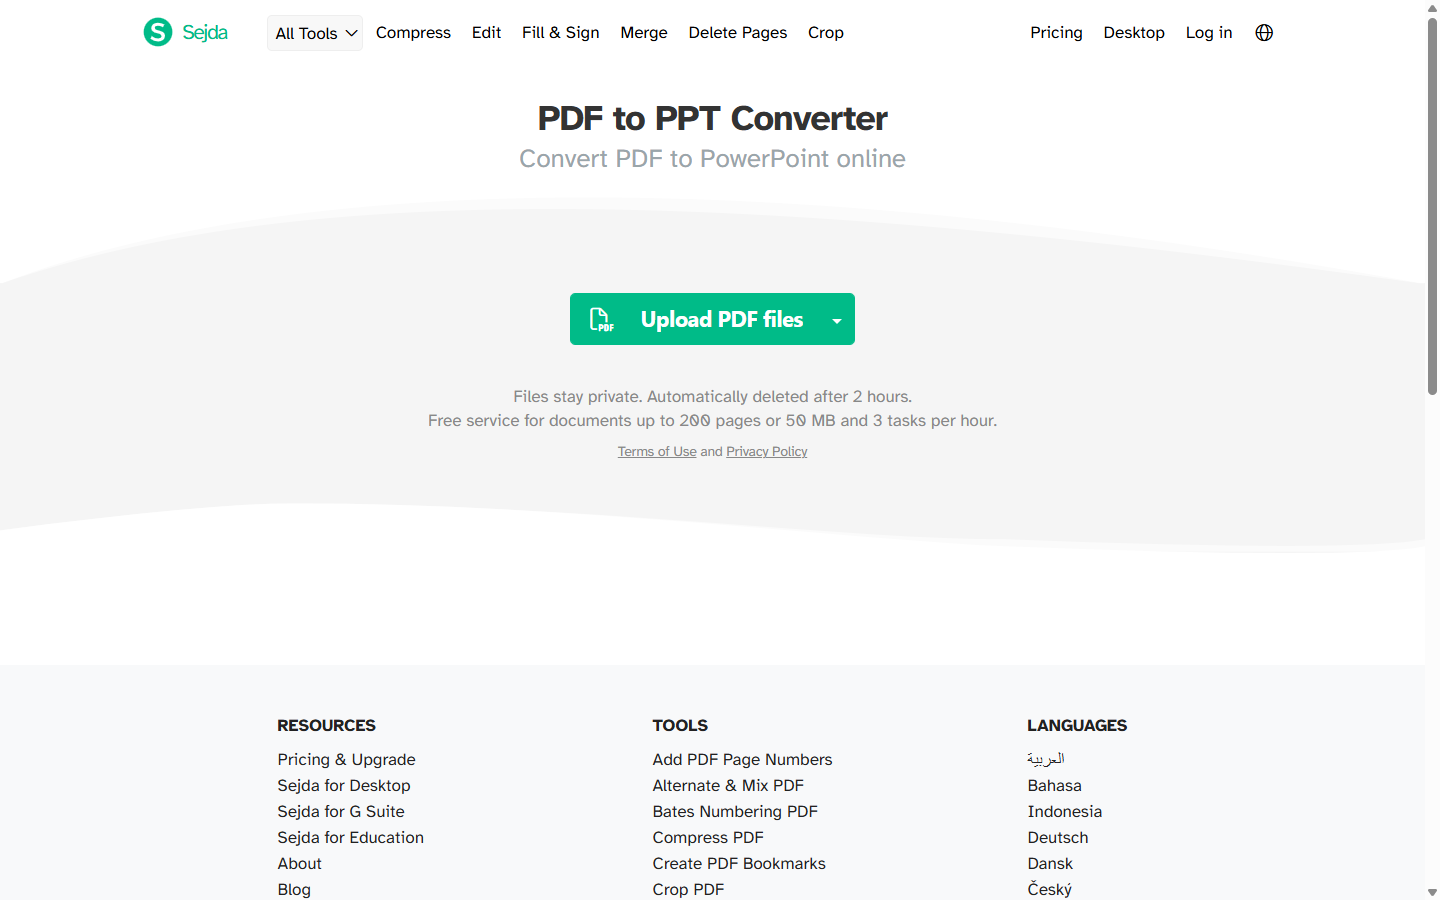 Sejda
All Tools
Compress
Edit
Fill & Sign
Merge
Delete Pages
Crop
Pricing
Desktop
Log in
PDF to PPT Converter
Convert PDF to PowerPoint online
PDF
Upload PDF files
Files stay private. Automatically deleted after 2 hours.
Free service for documents up to 200 pages or 50 MB and 3 tasks per hour.
Terms of Use and Privacy Policy
RESOURCES
Pricing & Upgrade
Sejda for Desktop
Sejda for G Suite
Sejda for Education
About
Blog
TOOLS
Add PDF Page Numbers
Alternate & Mix PDF
Bates Numbering PDF
Compress PDF
Create PDF Bookmarks
Crop PDF
LANGUAGES
العربية
Bahasa
Indonesia
Deutsch
Dansk
Český